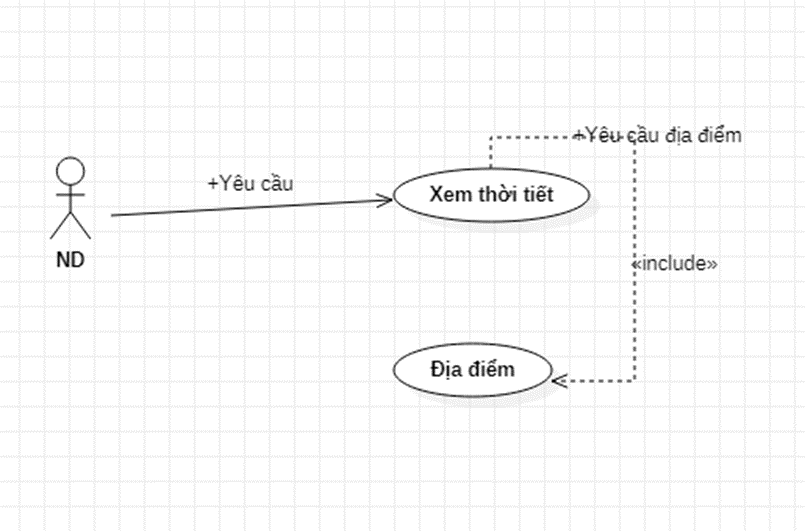 +Yêu cầu địa điểm
+Yêu cầu
Xem thời tiết
ND
«include»
Địa điểm